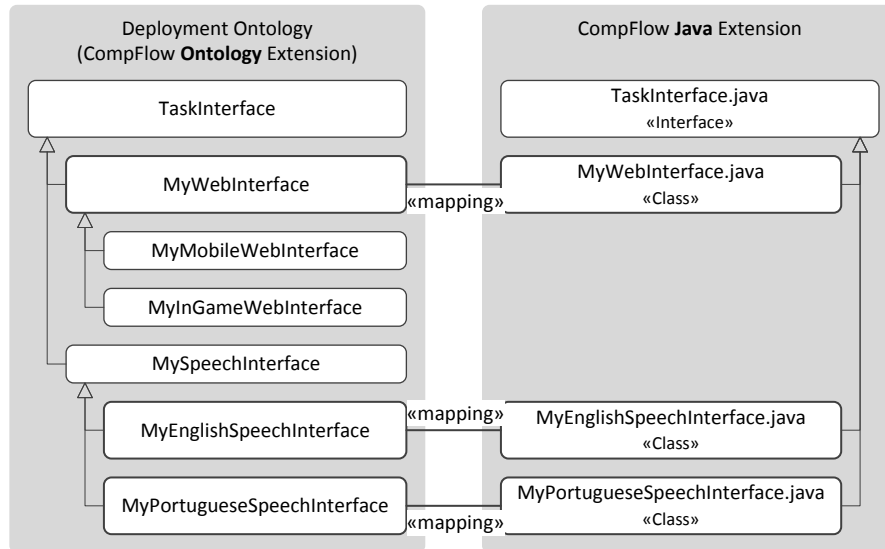 Deployment Ontology
(CompFlow Ontology Extension)
TaskInterface
MyWebInterface
MyMobileWebInterface
MyInGameWebInterface
MySpeechInterface
MyEnglishSpeechInterface
MyPortugueseSpeechInterface
«mapping»
«mapping»
«mapping»
CompFlow Java Extension
TaskInterface.java
«Interface»
MyWebInterface.java
«Class»
MyEnglishSpeechInterface.java
«Class»
MyPortugueseSpeechInterface.java
«Class»